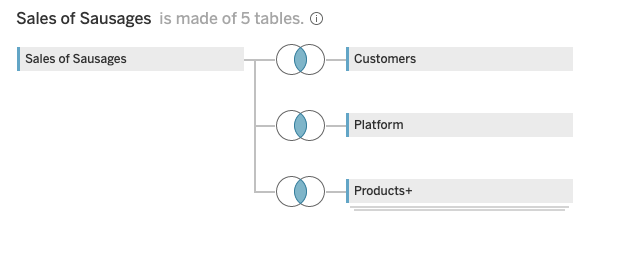 Sales of Sausages is made of 5 tables.
Sales of Sausages
Customers
Platform
Products+